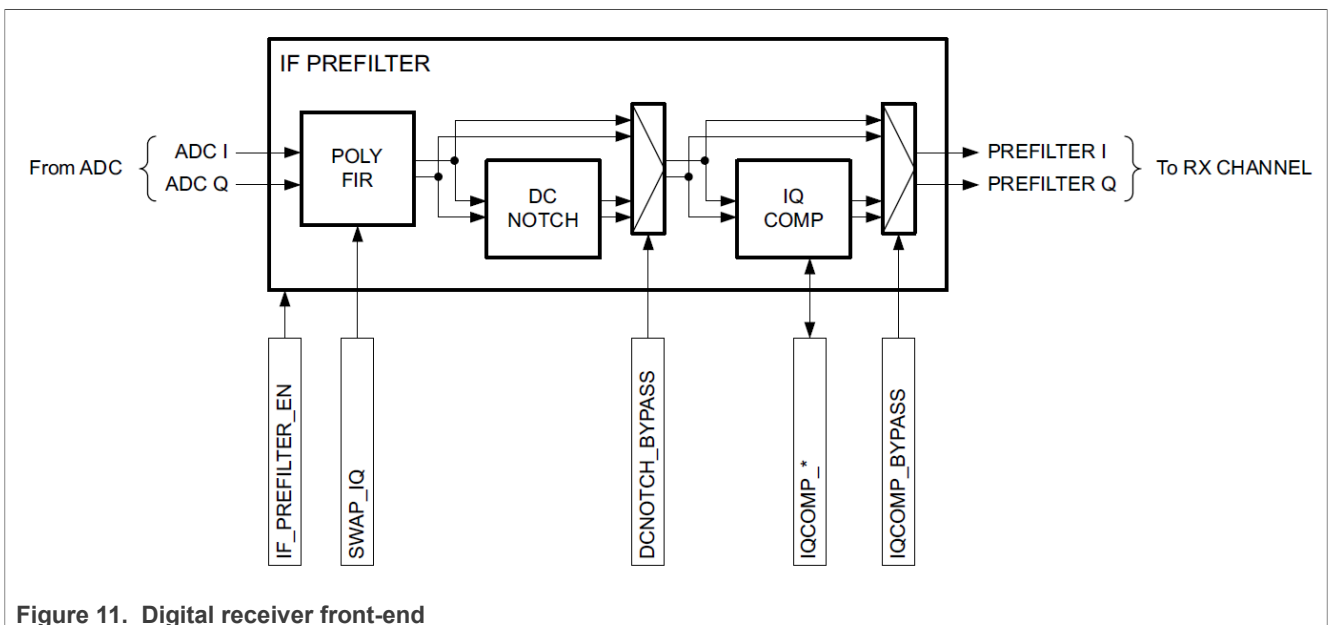 IF PREFILTER
From ADC
ADC I
ADC Q
POLY
FIR
DC
NOTCH
IQ
COMP
PREFILTER I
PREFILTER Q
To RX CHANNEL
IF_PREFILTER_EN
SWAP_IQ
DCNOTCH_BYPASS
IQCOMP_*
IQCOMP_BYPASS
Figure 11. Digital receiver front-end